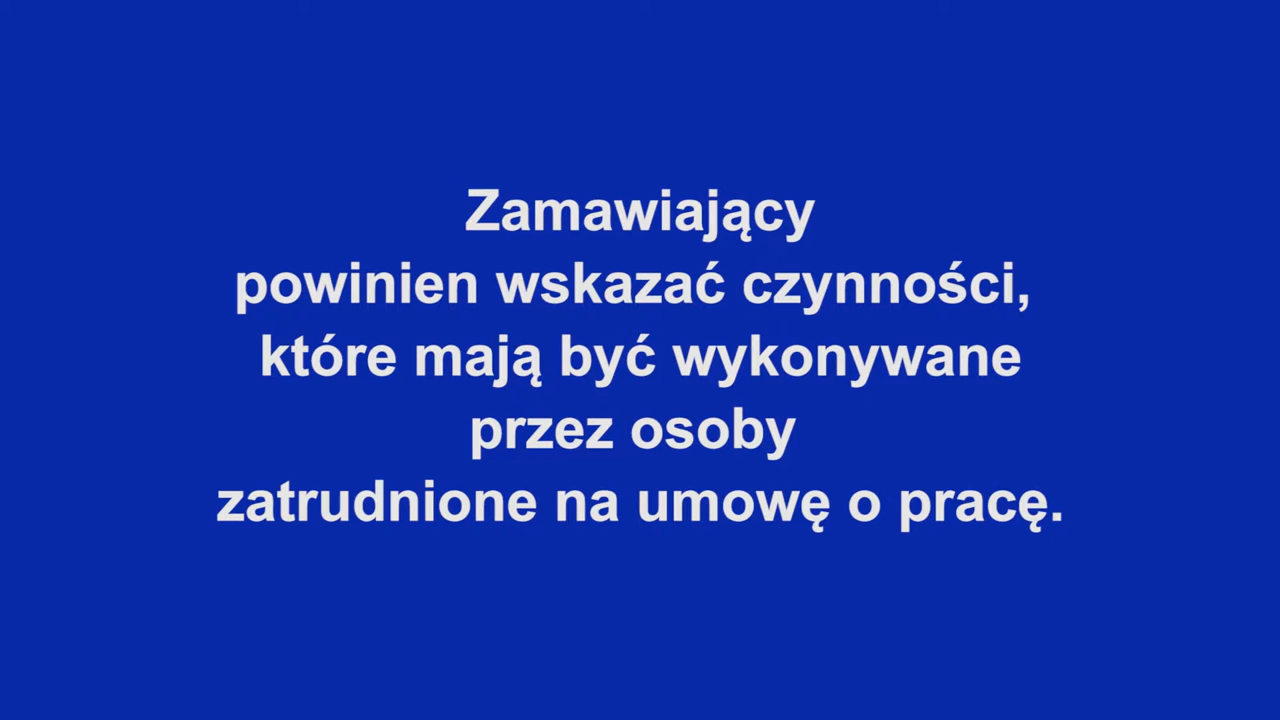 Zamawiający
powinien wskazać czynności,
które mają być wykonywane
przez osoby
zatrudnione na umowę o pracę.